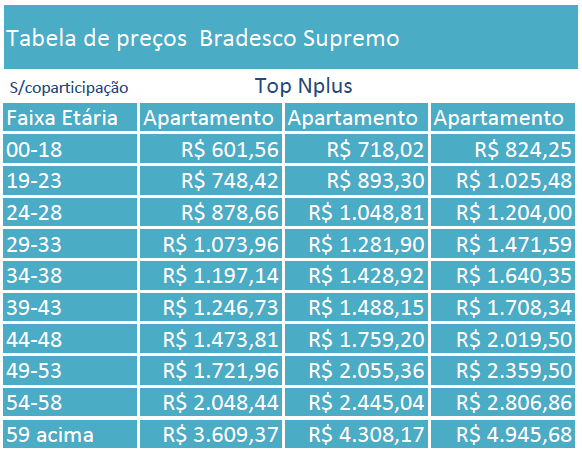 Tabela de preços Bradesco Supremo
S/coparticipação Top Nplus
Faixa Etária Apartamento Apartamento Apartamento
00-18 R$ 601,56 R$ 718,02 R$ 824,25
19-23 R$ 748,42 R$ 893,30 R$ 1.025,48
24-28 R$ 878,66 R$ 1.048,81 R$ 1.204,00
29-33 R$ 1.073,96 R$ 1.281,90 R$ 1.471,59
34-38 R$ 1.197,14 R$ 1.428,92 R$ 1.640,35
39-43 R$ 1.246,73 R$ 1.488,15 R$ 1.708,34
44-48 R$ 1.473,81 R$ 1.759,20 R$ 2.019,50
49-53 R$ 1.721,96 R$ 2.055,36 R$ 2.359,50
54-58 R$ 2.048,44 R$ 2.445,04 R$ 2.806,86
59 acima R$ 3.609,37 R$ 4.308,17 R$ 4.945,68